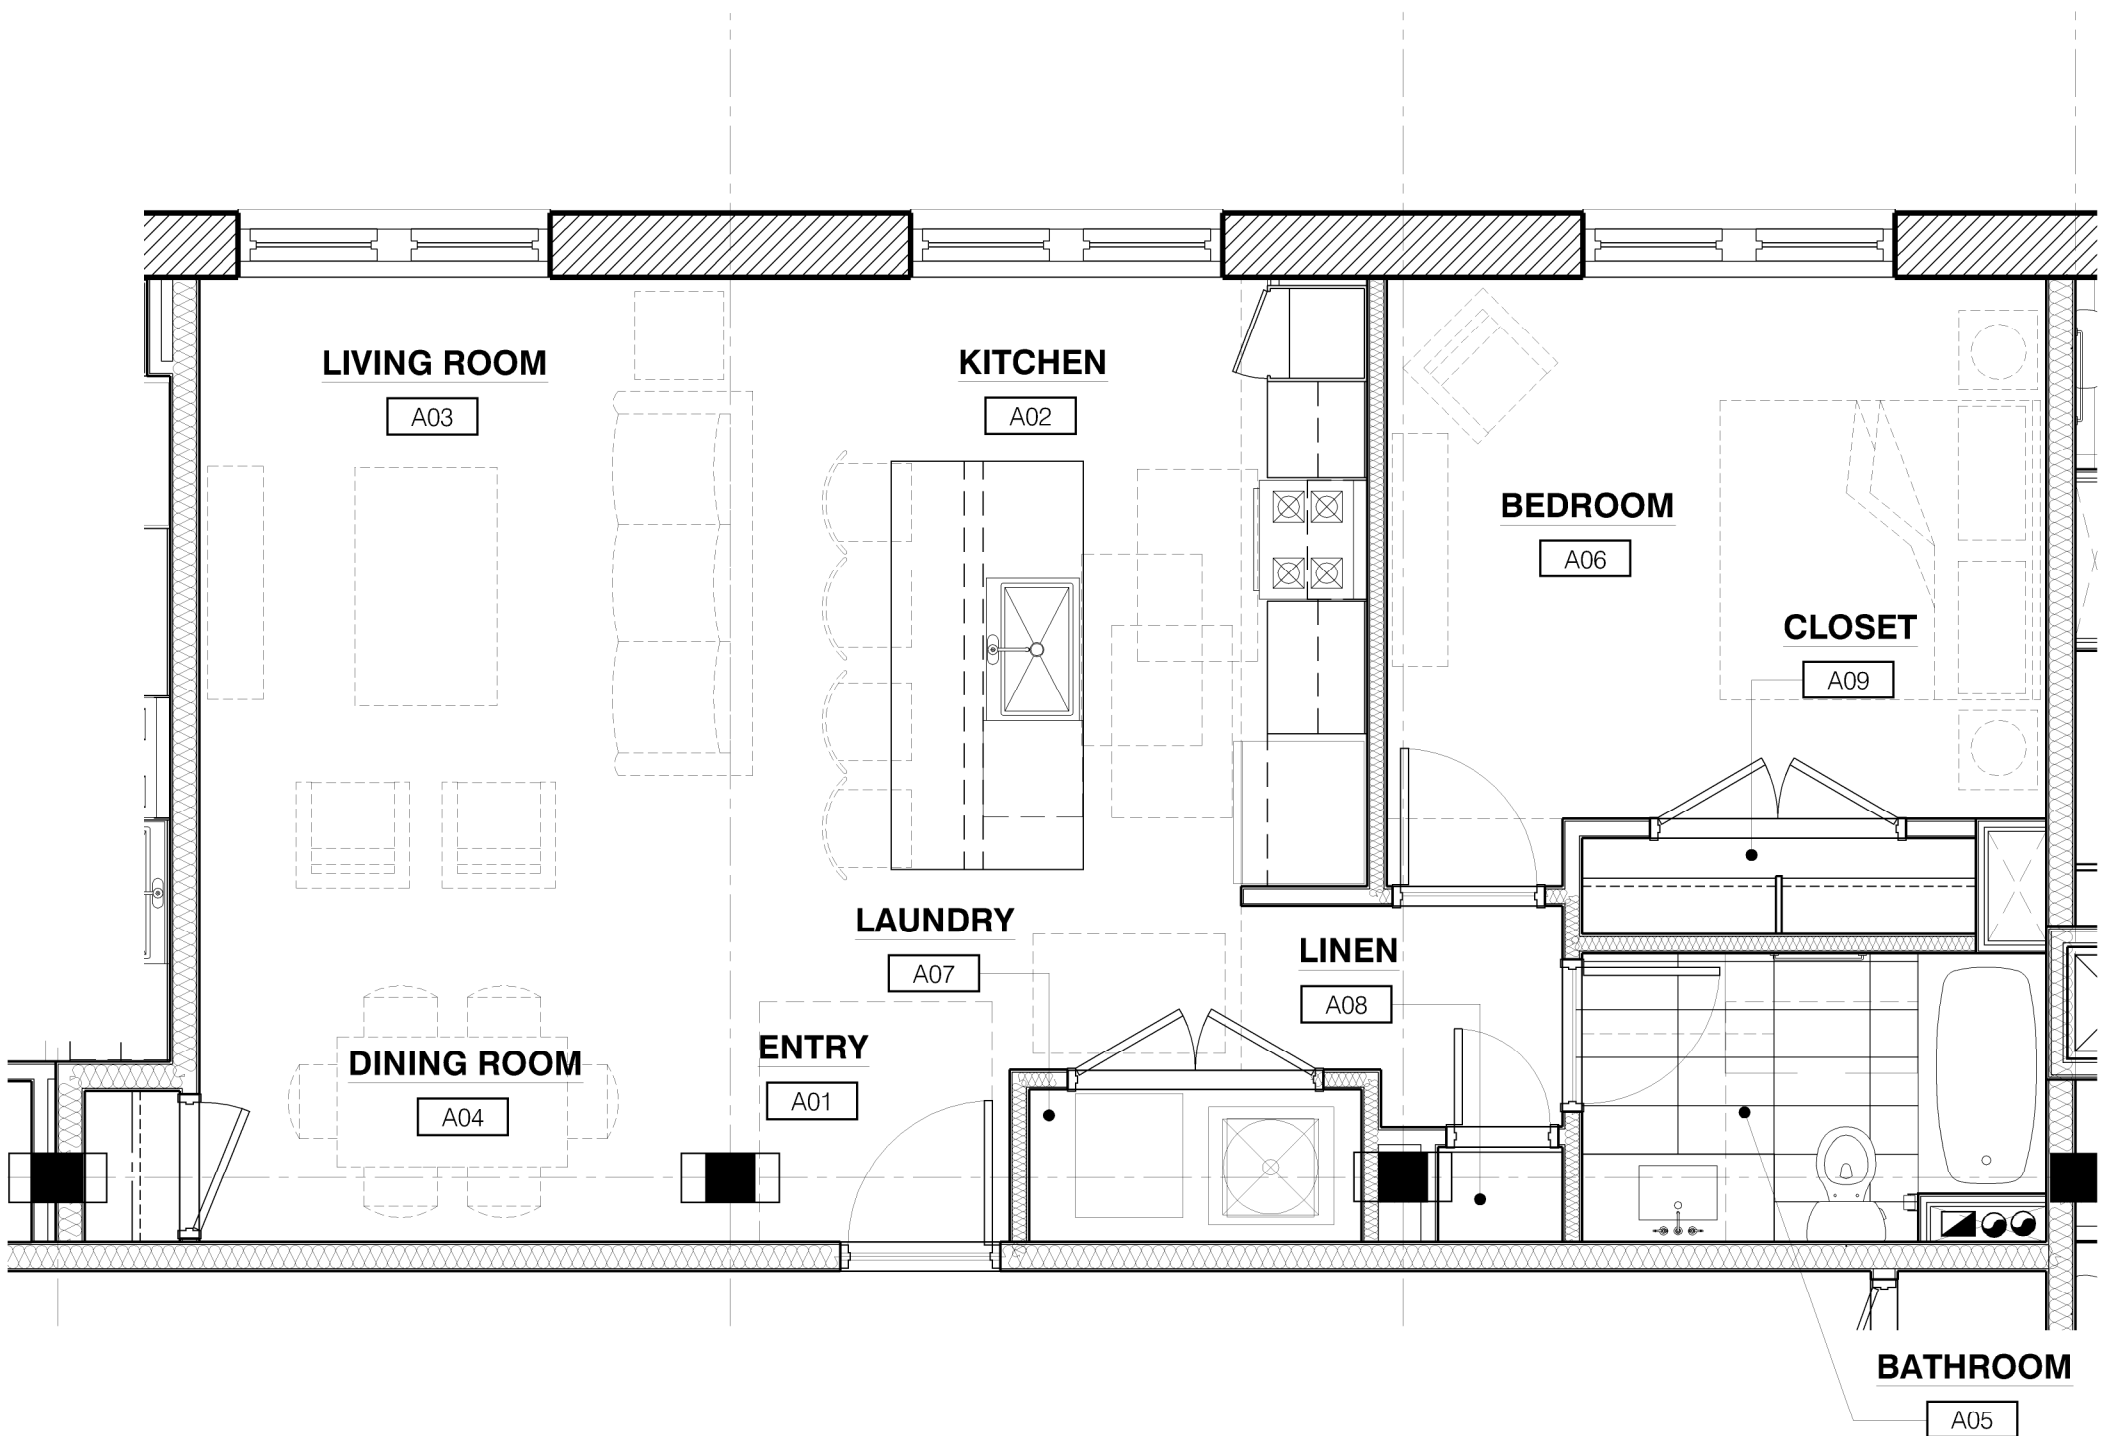 LIVING ROOM
A03
KITCHEN
A02
BEDROOM
A06
CLOSET
A09
LAUNDRY
A07
LINEN
A08
ENTRY
A01
DINING ROOM
A04
BATHROOM
A05